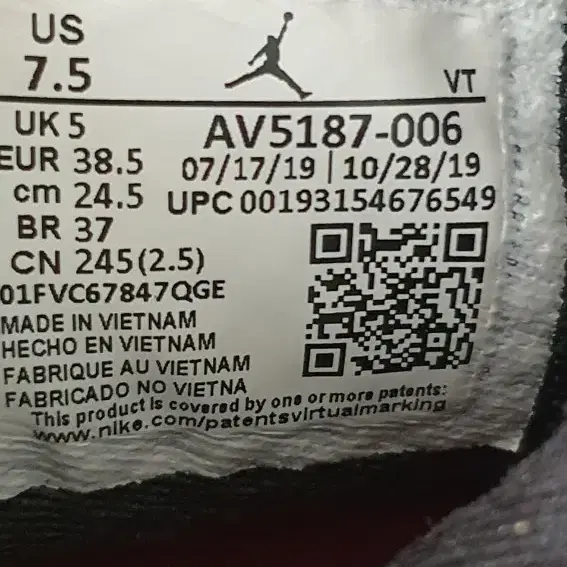 US
7.5
VT
UK 5
EUR 38.5
cm 24.5
BR 37
CN 245(2.5)
AV5187-006
07/17/19 | 10/28/19
UPC 00193154676549
01FVC67847QGE
MADE IN VIETNAM
HECHO EN VIETNAM
FABRIQUE AU VIETNAM
FABRICADO NO VIETNA
This product is covered by one or more patents:
www.nike.com/patentsvirtualmarking